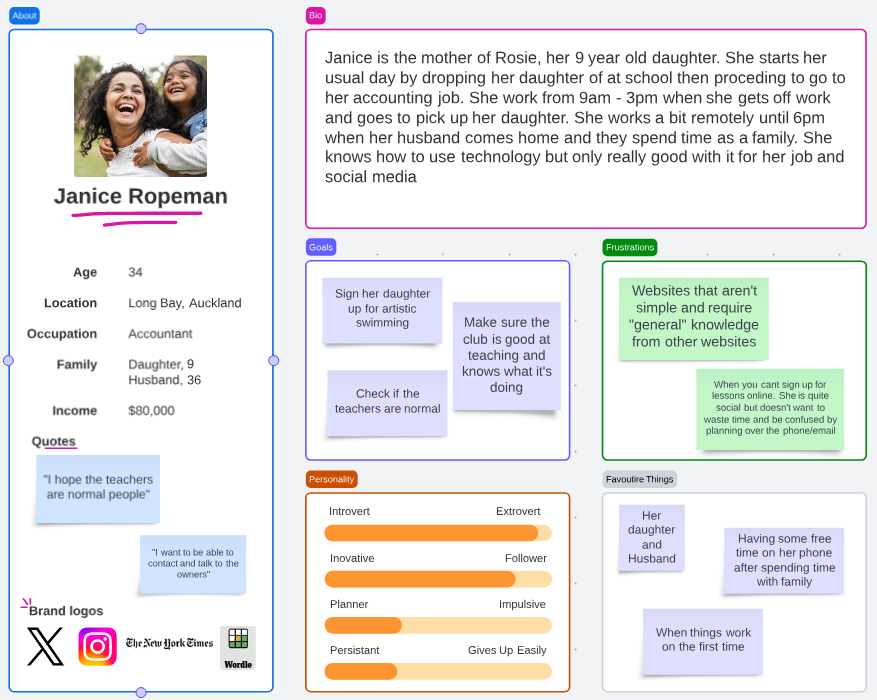 About
Janice Ropeman
Age 34
Location Long Bay, Auckland
Occupation Accountant
Family Daughter, 9
Husband, 36
Income $80,000
Quotes
"I hope the teachers
are normal people"
"I want to be able to
contact and talk to the
owners"
Brand logos
The New York Times
Wordle
Bio
Janice is the mother of Rosie, her 9 year old daughter. She starts her
usual day by dropping her daughter of at school then proceding to go to
her accounting job. She work from 9am - 3pm when she gets off work
and goes to pick up her daughter. She works a bit remotely until 6pm
when her husband comes home and they spend time as a family. She
knows how to use technology but only really good with it for her job and
social media
Goals
Sign her daughter
up for artistic
swimming
Make sure the
club is good at
teaching and
knows what it's
doing
Check if the
teachers are normal
Frustrations
Websites that aren't
simple and require
"general" knowledge
from other websites
When you cant sign up for
lessons online. She is quite
social but doesn't want to
waste time and be confused by
planning over the phone/email
Personality
Introvert Extrovert
Inovative Follower
Planner Impulsive
Persistant Gives Up Easily
Favoutire Things
Her
daughter
and
Husband
Having some free
time on her phone
after spending time
with family
When things work
on the first time